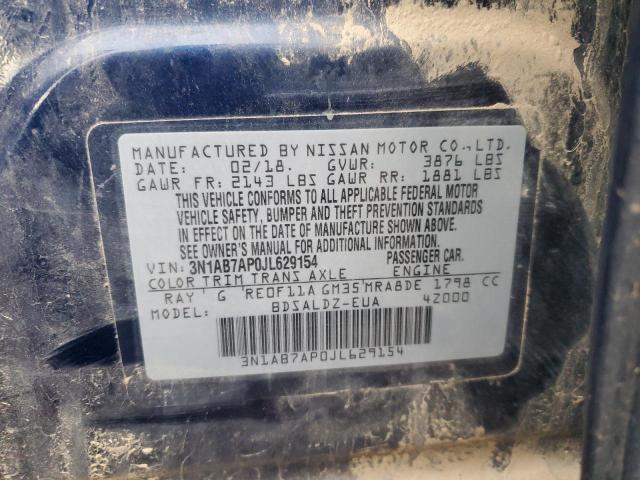 MANUFACTURED BY NISSAN MOTOR CO.,LTD.
DATE: 02/18. GVWR: 3876 LBS
GAWR FR: 2143 LBS GAWR RR: 1881 LBS
THIS VEHICLE CONFORMS TO ALL APPLICABLE FEDERAL MOTOR
VEHICLE SAFETY, BUMPER AND THEFT PREVENTION STANDARDS
IN EFFECT ON THE DATE OF MANUFACTURE SHOWN ABOVE.
SEE OWNER'S MANUAL FOR ADDITIONAL INFORMATION.
VIN: 3N1AB7AP0JL629154 PASSENGER CAR.
COLOR TRIM TRANS AXLE ENGINE
RAY G RE0F11A GM35 MRA8DE 1798 CC
MODEL: BDSALDZ-EUA 4Z000
3N1AB7AP0JL629154